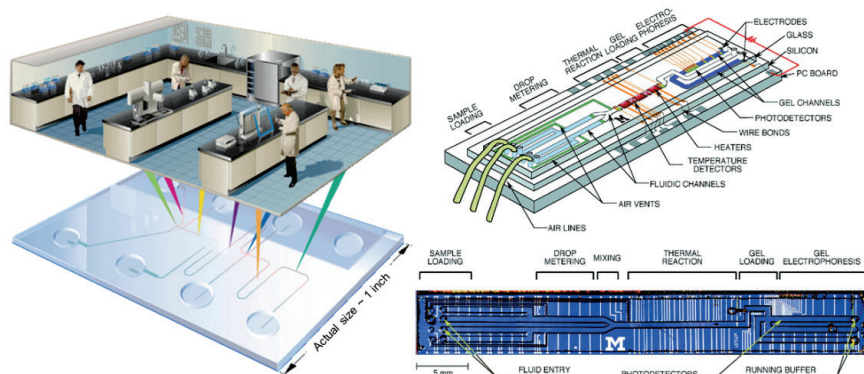 Actual size ~ 1 inch
SAMPLE
LOADING
DROP
METERING
THERMAL
REACTION
GEL
LOADING
ELECTRO-
PHORESIS
ELECTRODES
GLASS
SILICON
PC BOARD
GEL CHANNELS
PHOTODETECTORS
WIRE BONDS
HEATERS
TEMPERATURE
DETECTORS
FLUIDIC CHANNELS
AIR VENTS
AIR LINES
M
SAMPLE
LOADING
DROP
METERING
MIXING
THERMAL
REACTION
GEL
LOADING
GEL
ELECTROPHORESIS
M
5 mm
FLUID ENTRY
PHOTODETECTORS
RUNNING BUFFER